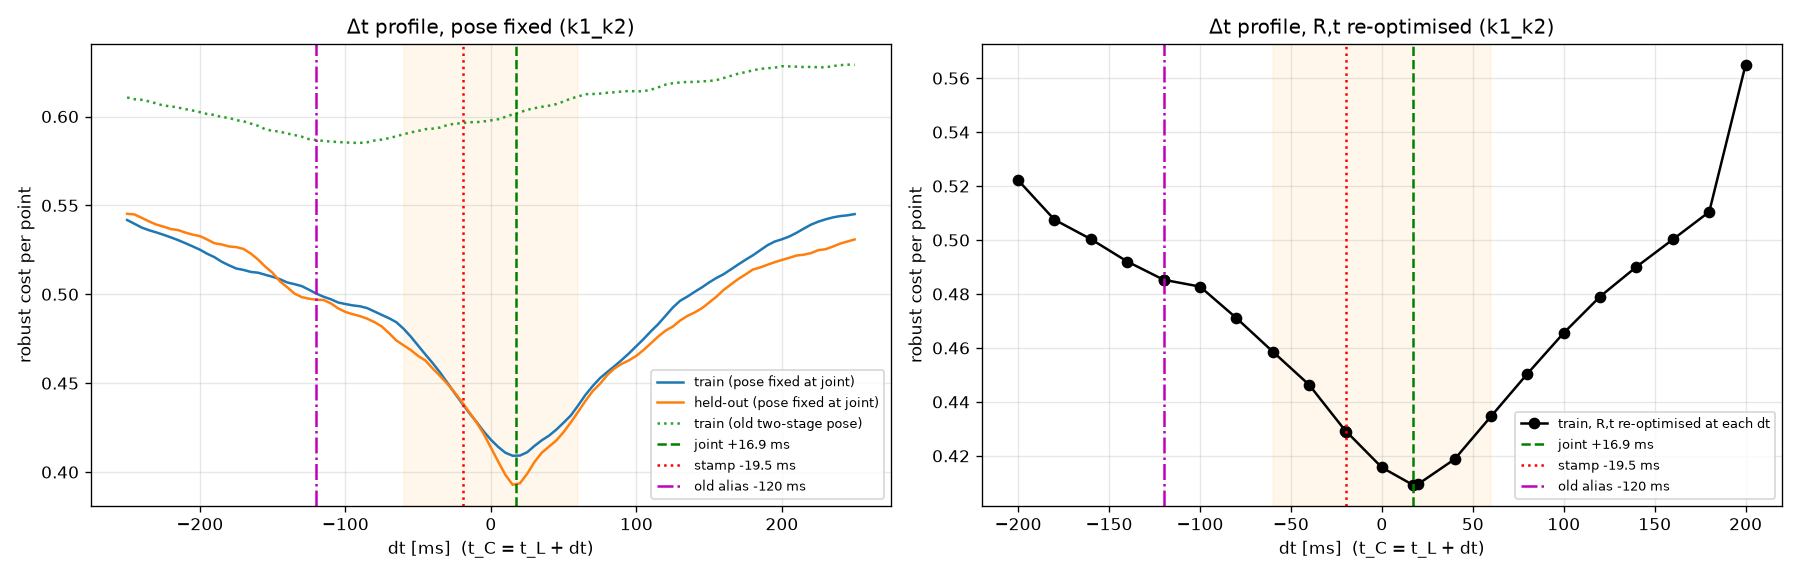 Δt profile, pose fixed (k1_k2)
robust cost per point
0.60
0.55
0.50
0.45
0.40
−200
−100
0
100
200
dt [ms]  (t_C = t_L + dt)
train (pose fixed at joint)
held-out (pose fixed at joint)
train (old two-stage pose)
joint +16.9 ms
stamp -19.5 ms
old alias -120 ms
Δt profile, R,t re-optimised (k1_k2)
robust cost per point
0.56
0.54
0.52
0.50
0.48
0.46
0.44
0.42
−200
−150
−100
−50
0
50
100
150
200
dt [ms]  (t_C = t_L + dt)
train, R,t re-optimised at each dt
joint +16.9 ms
stamp -19.5 ms
old alias -120 ms